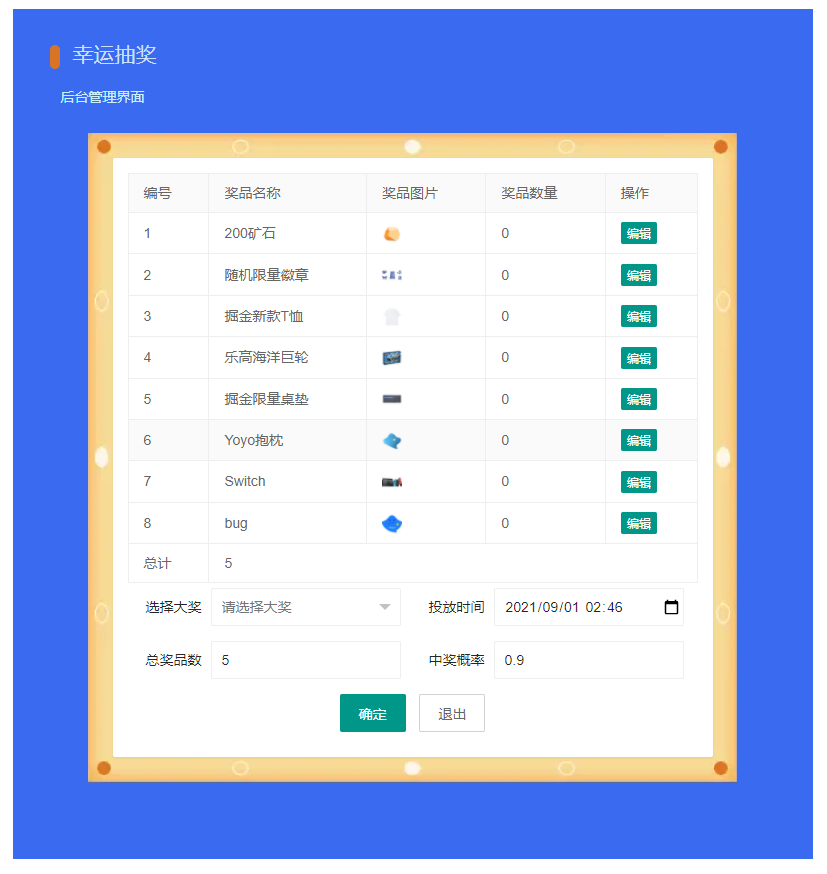 幸运抽奖
后台管理界面
编号 奖品名称 奖品图片 奖品数量 操作
1 200矿石 0 编辑
2 随机限量徽章 0 编辑
3 掘金新款T恤 0 编辑
4 乐高海洋巨轮 0 编辑
5 掘金限量桌垫 0 编辑
6 Yoyo抱枕 0 编辑
7 Switch 0 编辑
8 bug 0 编辑
总计 5
选择大奖 请选择大奖 投放时间 2021/09/01 02:46
总奖品数 5 中奖概率 0.9
确定 退出